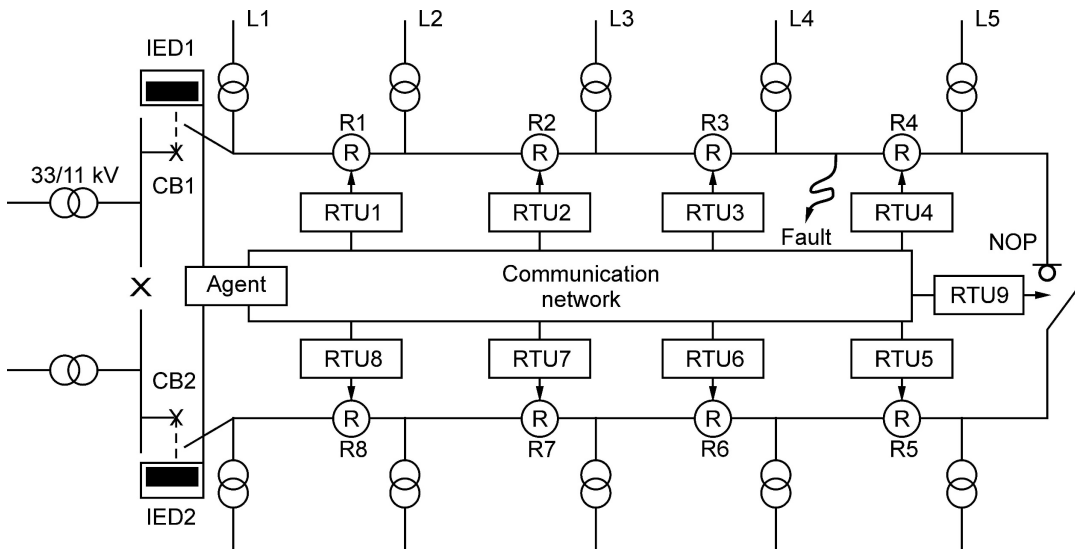 L1
L2
L3
L4
L5
IED1
R1
R2
R3
R4
R
R
R
R
33/11 kV
CB1
RTU1
RTU2
RTU3
RTU4
Fault
NOP
Agent
Communication
network
RTU9
RTU8
RTU7
RTU6
RTU5
CB2
R
R
R
R
R8
R7
R6
R5
IED2